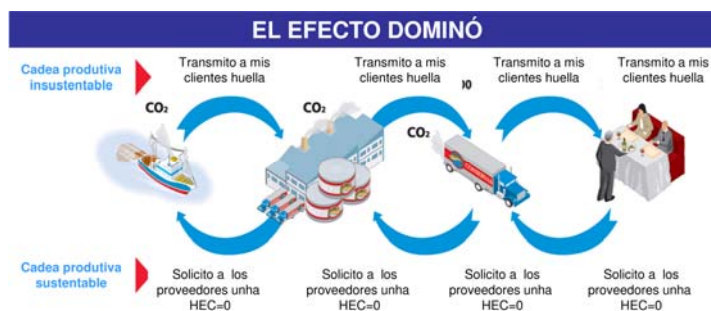 EL EFECTO DOMINÓ
Cadea produtiva
insustentable
Transmito a mis
clientes huella
Transmito a mis
clientes huella
Transmito a mis
clientes huella
Transmito a mis
clientes huella
CO2
CO2
CO2
Cadea produtiva
sustentable
Solicito a los
proveedores unha
HEC=0
Solicito a los
proveedores unha
HEC=0
Solicito a los
proveedores unha
HEC=0
Solicito a los
proveedores unha
HEC=0